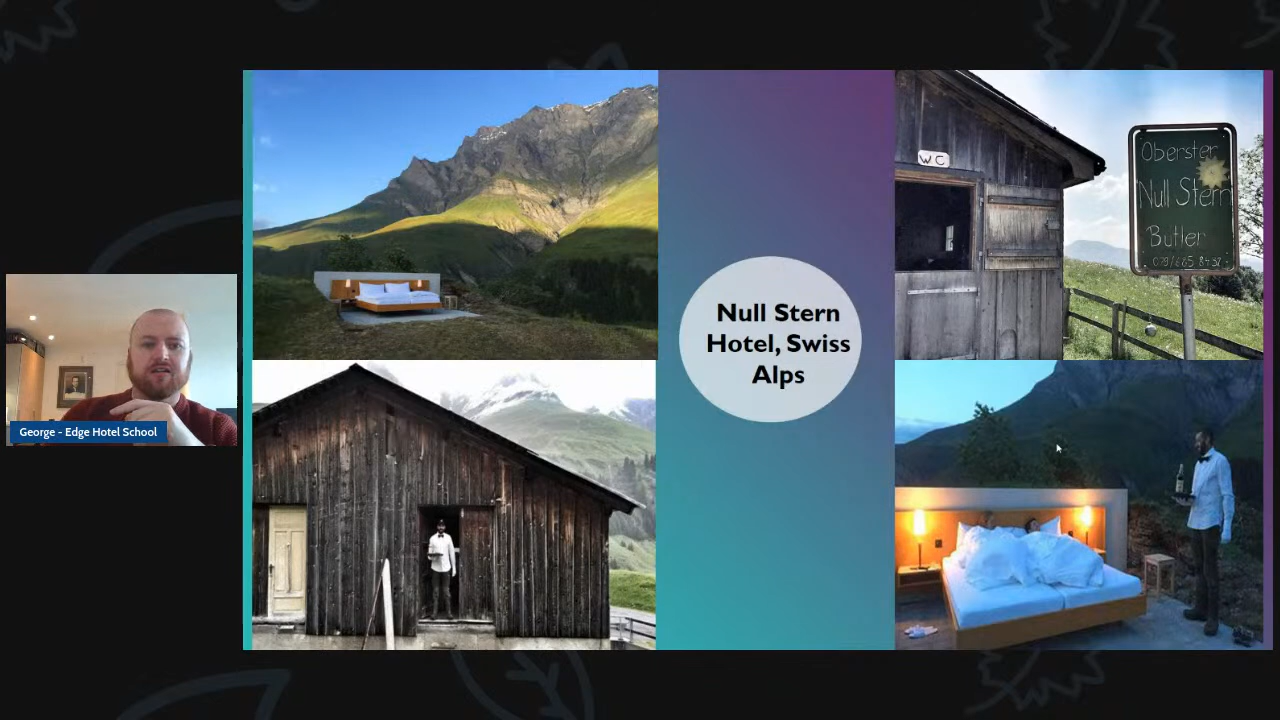 George - Edge Hotel School
Null Stern
Hotel, Swiss
Alps
WC
Oberster
Null Stern
Butler